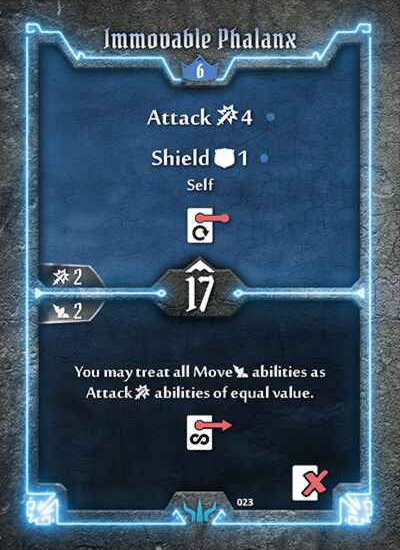 Immovable Phalanx
6
Attack 4
Shield 1
Self
2
17
2
You may treat all Move abilities as
Attack abilities of equal value.
023